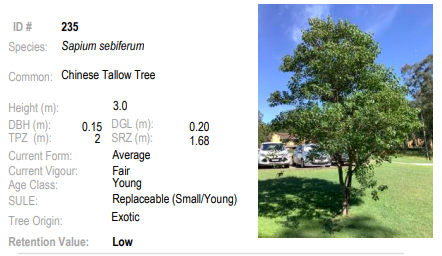 ID # 235
Species: Sapium sebiferum
Common: Chinese Tallow Tree
Height (m): 3.0
DBH (m): 0.15 DGL (m): 0.20
TPZ (m): 2 SRZ (m): 1.68
Current Form: Average
Current Vigour: Fair
Age Class: Young
SULE: Replaceable (Small/Young)
Tree Origin: Exotic
Retention Value: Low